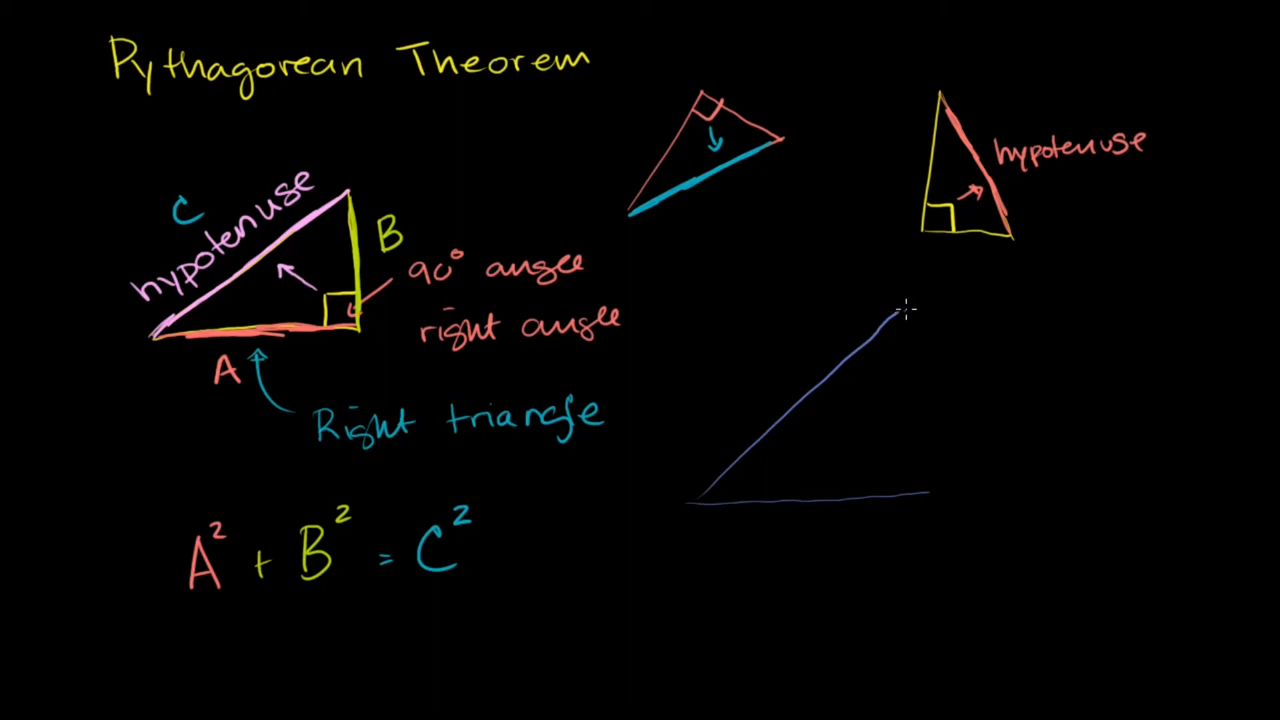 Pythagorean Theorem
hypotenuse
C
hypotenuse
B
90° angle
right angle
A
Right triangle
A² + B² = C²